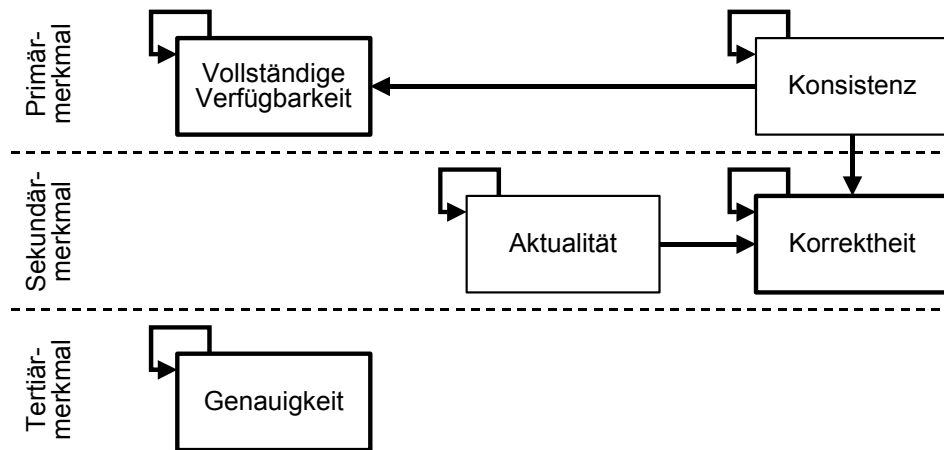 Primär-
merkmal
Vollständige
Verfügbarkeit
Konsistenz
Sekundär-
merkmal
Aktualität
Korrektheit
Tertiär-
merkmal
Genauigkeit